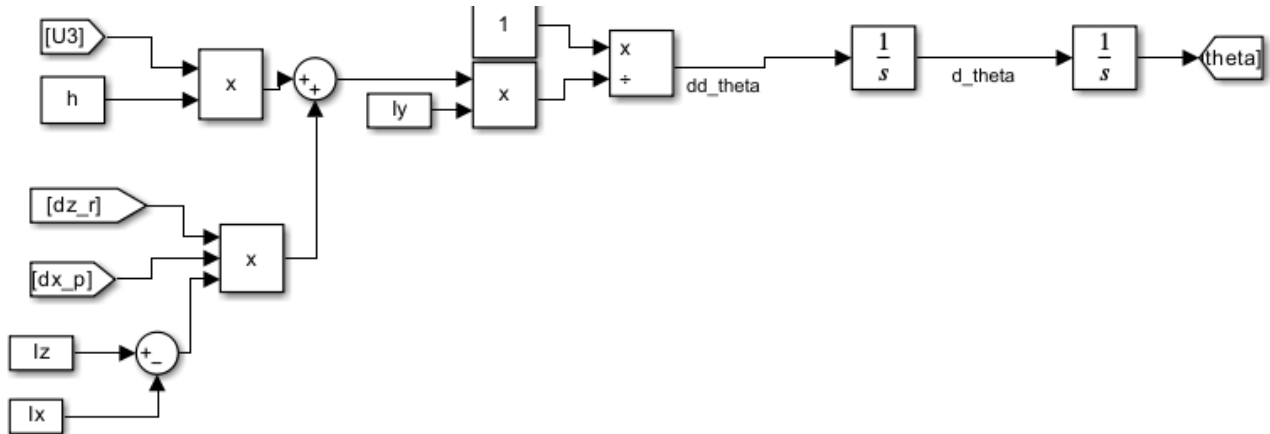 [U3]
h
x
+
+
1
Iy
x
x
÷
dd_theta
1
s
d_theta
1
s
theta]
[dz_r]
[dx_p]
x
Iz
+
−
Ix